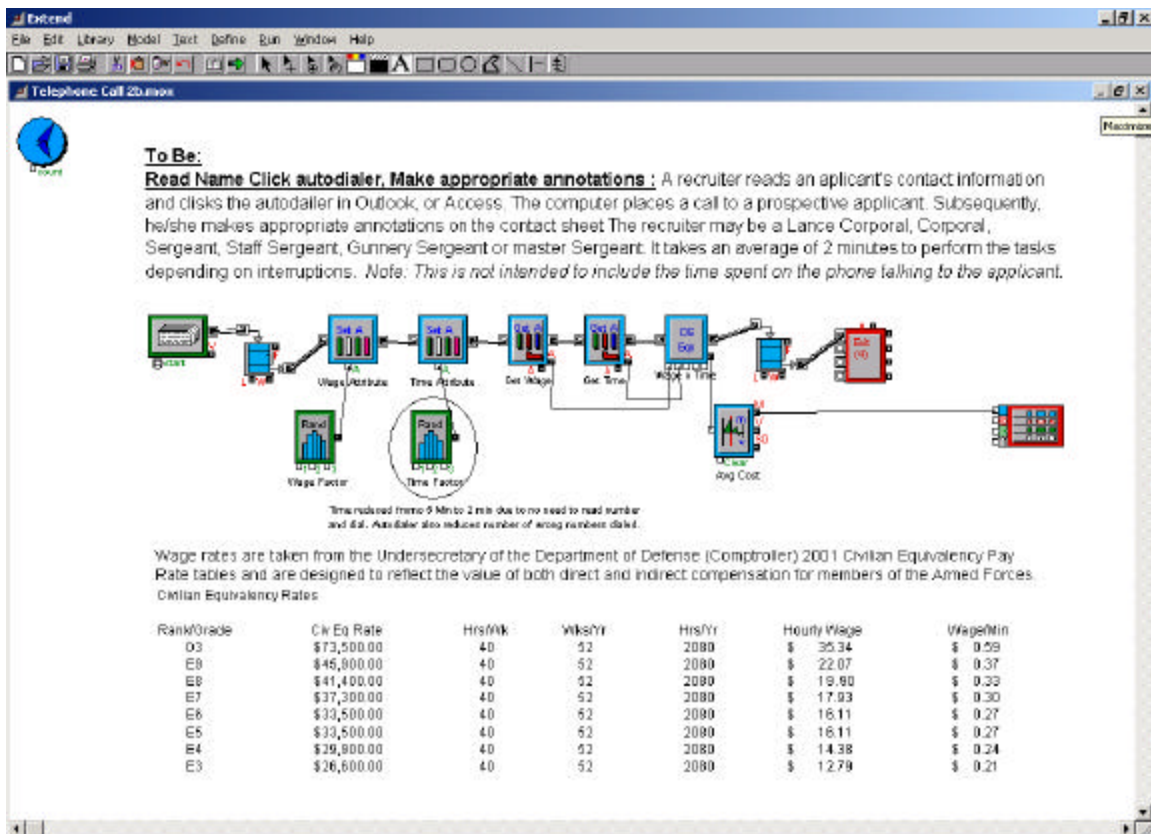 Extend
File Edit Library Model Text Define Run Window Help
Telephone Call 2b.mox
count
To Be:
Read Name Click autodialer, Make appropriate annotations : A recruiter reads an aplicant's contact information
and clisks the autodailer in Outlook, or Access. The computer places a call to a prospective applicant. Subsequently,
he/she makes appropriate annotations on the contact sheet The recruiter may be a Lance Corporal, Corporal,
Sergeant, Staff Sergeant, Gunnery Sergeant or master Sergeant. It takes an average of 2 minutes to perform the tasks
depending on interruptions. Note: This is not intended to include the time spent on the phone talking to the applicant.
start
L W
Set A
A
Wage Attribute
Set A
A
Time Attribute
Get A
Get Wage
Get A
Get Time
DE
Eqn
Wage x Time
L W
Exit
(4)
Rand
1 2 3
Wage Factor
Rand
1 2 3
Time Factor
Clear
Avg Cost
Time reduced 6 Min to 2 min due to no need to read number
and dial. Autodialer also reduces number of wrong numbers dialed.
Wage rates are taken from the Undersecretary of the Department of Defense (Comptroller) 2001 Civilian Equivalency Pay
Rate tables and are designed to reflect the value of both direct and indirect compensation for members of the Armed Forces.
Civilian Equivalency Rates
Rank/Grade Civ Eq Rate Hrs/Wk Wks/Yr Hrs/Yr Hourly Wage Wage/Min
O3 $73,500.00 40 52 2080 $ 35.34 $ 0.59
E9 $45,900.00 40 52 2080 $ 22.07 $ 0.37
E8 $41,400.00 40 52 2080 $ 19.90 $ 0.33
E7 $37,300.00 40 52 2080 $ 17.93 $ 0.30
E6 $33,500.00 40 52 2080 $ 16.11 $ 0.27
E5 $33,500.00 40 52 2080 $ 16.11 $ 0.27
E4 $29,900.00 40 52 2080 $ 14.38 $ 0.24
E3 $26,600.00 40 52 2080 $ 12.79 $ 0.21